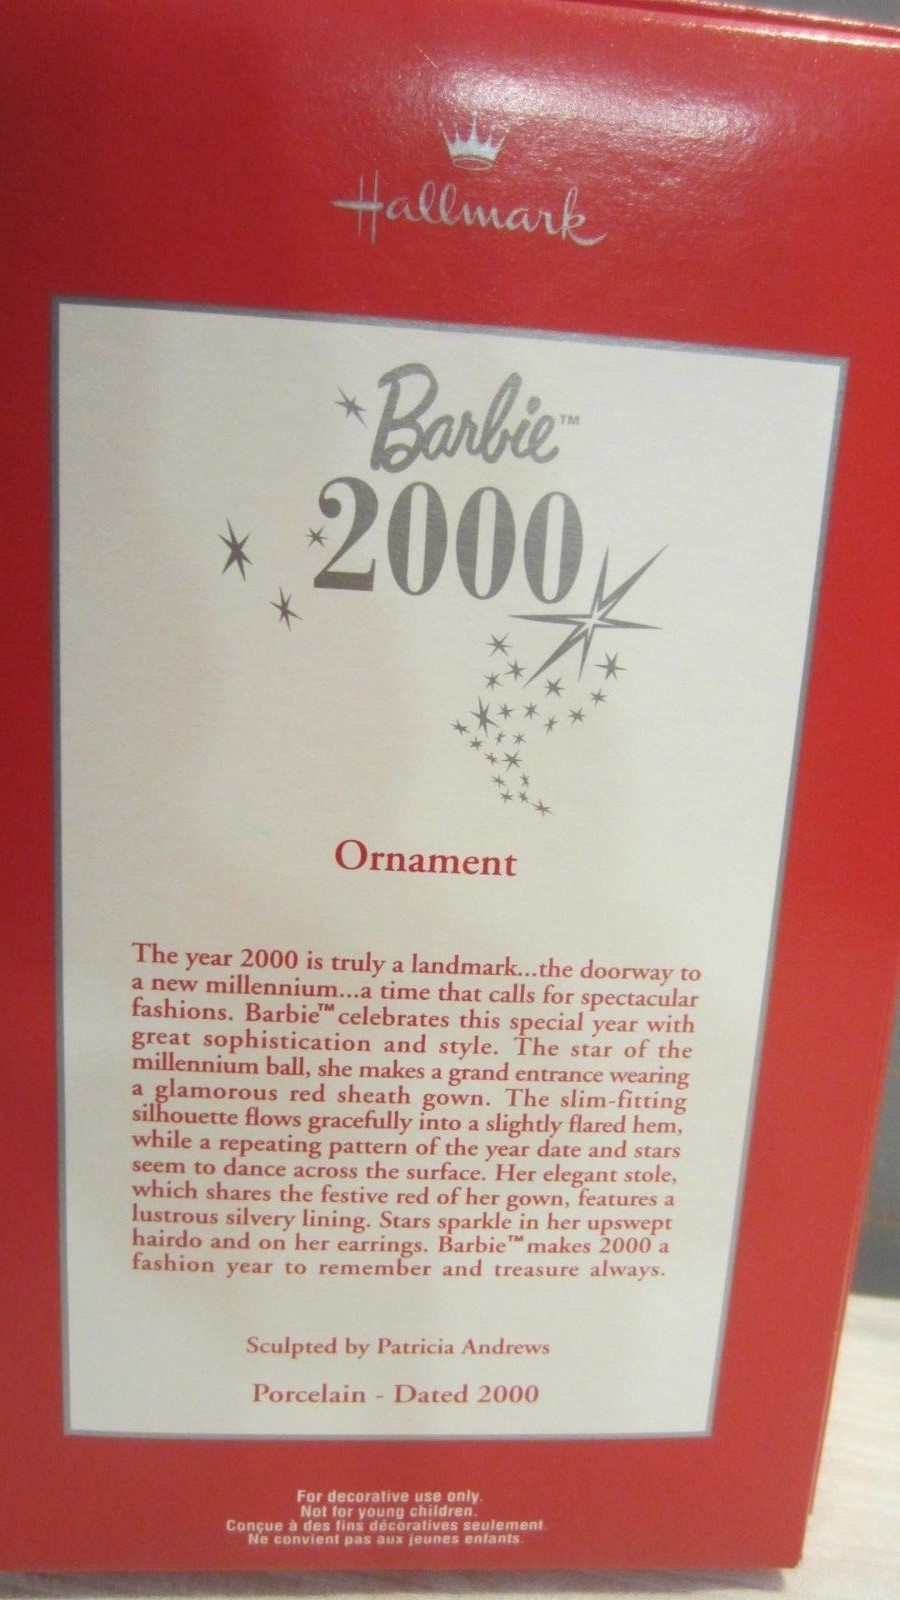 Hallmark
Barbie™
2000
Ornament
The year 2000 is truly a landmark...the doorway to
a new millennium...a time that calls for spectacular
fashions. Barbie™ celebrates this special year with
great sophistication and style. The star of the
millennium ball, she makes a grand entrance wearing
a glamorous red sheath gown. The slim-fitting
silhouette flows gracefully into a slightly flared hem,
while a repeating pattern of the year date and stars
seem to dance across the surface. Her elegant stole,
which shares the festive red of her gown, features a
lustrous silvery lining. Stars sparkle in her upswept
hairdo and on her earrings. Barbie™ makes 2000 a
fashion year to remember and treasure always.
Sculpted by Patricia Andrews
Porcelain - Dated 2000
For decorative use only.
Not for young children.
Conçue à des fins décoratives seulement.
Ne convient pas aux jeunes enfants.